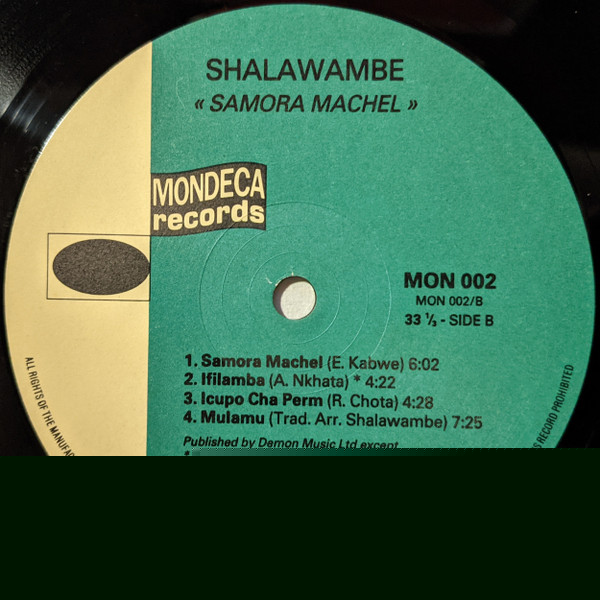 SHALAWAMBE
« SAMORA MACHEL »
MONDECA
records
MON 002
MON 002/B
33 ⅓ - SIDE B
1. Samora Machel (E. Kabwe) 6:02
2. Ifilamba (A. Nkhata) * 4:22
3. Icupo Cha Perm (R. Chota) 4:28
4. Mulamu (Trad. Arr. Shalawambe) 7:25
Published by Demon Music Ltd except
*
ALL RIGHTS OF THE
RECORD PROHIBITED